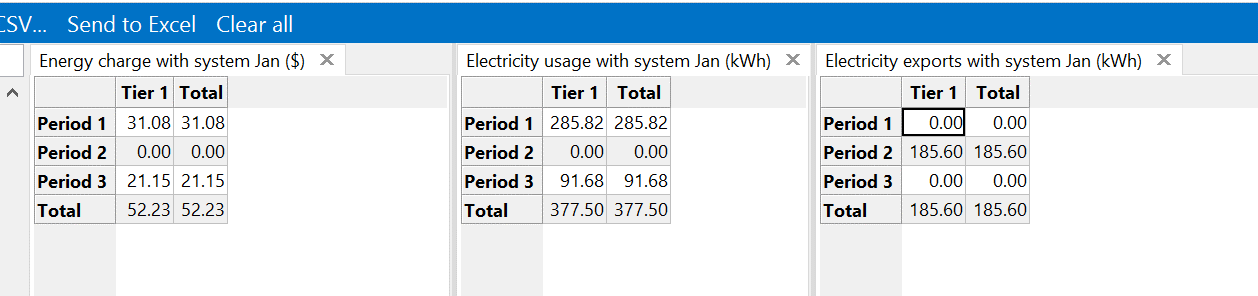 CSV... Send to Excel Clear all
Energy charge with system Jan ($)
Tier 1 Total
Period 1 31.08 31.08
Period 2 0.00 0.00
Period 3 21.15 21.15
Total 52.23 52.23
Electricity usage with system Jan (kWh)
Tier 1 Total
Period 1 285.82 285.82
Period 2 0.00 0.00
Period 3 91.68 91.68
Total 377.50 377.50
Electricity exports with system Jan (kWh)
Tier 1 Total
Period 1 0.00 0.00
Period 2 185.60 185.60
Period 3 0.00 0.00
Total 185.60 185.60